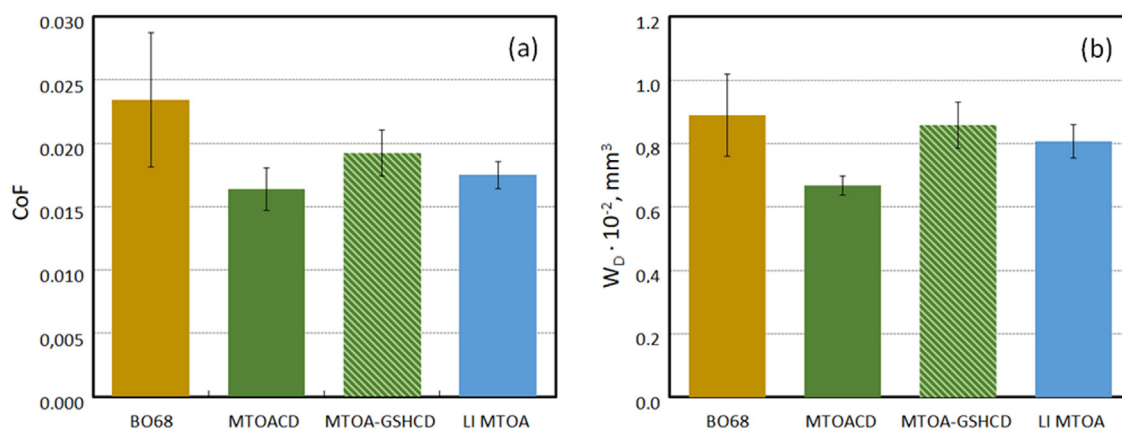 (a)
CoF
0.030
0.025
0.020
0.015
0.010
0,005
0.000
BO68 MTOACD MTOA-GSHCD LI MTOA
(b)
W_D · 10⁻², mm³
1.2
1.0
0.8
0.6
0.4
0.2
0.0
BO68 MTOACD MTOA-GSHCD LI MTOA